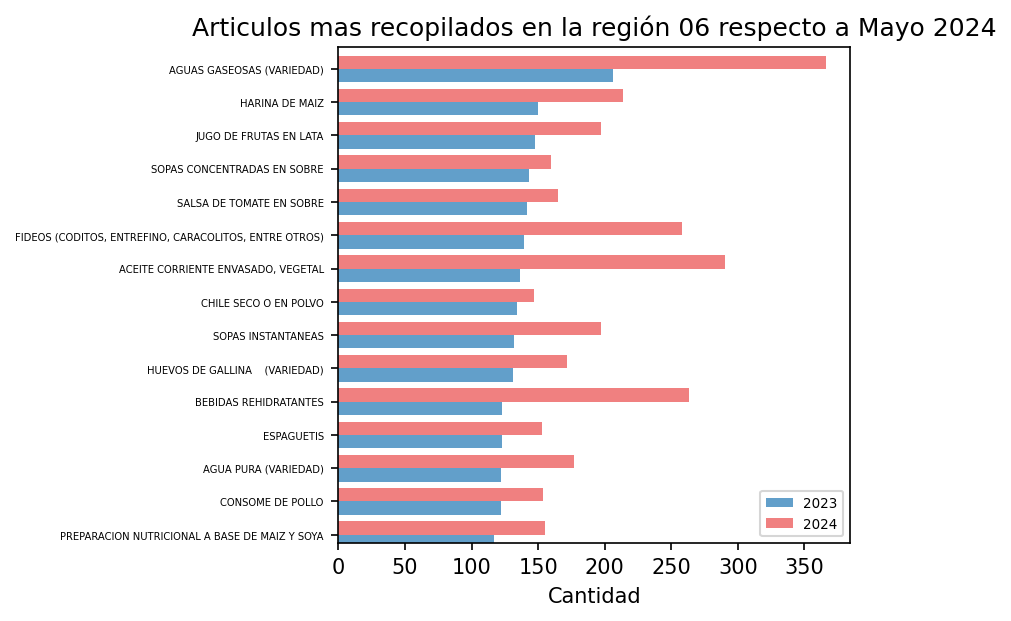 Articulos mas recopilados en la región 06 respecto a Mayo 2024
AGUAS GASEOSAS (VARIEDAD)
HARINA DE MAIZ
JUGO DE FRUTAS EN LATA
SOPAS CONCENTRADAS EN SOBRE
SALSA DE TOMATE EN SOBRE
FIDEOS (CODITOS, ENTREFINO, CARACOLITOS, ENTRE OTROS)
ACEITE CORRIENTE ENVASADO, VEGETAL
CHILE SECO O EN POLVO
SOPAS INSTANTANEAS
HUEVOS DE GALLINA    (VARIEDAD)
BEBIDAS REHIDRATANTES
ESPAGUETIS
AGUA PURA (VARIEDAD)
CONSOME DE POLLO
PREPARACION NUTRICIONAL A BASE DE MAIZ Y SOYA
2023
2024
0 50 100 150 200 250 300 350
Cantidad